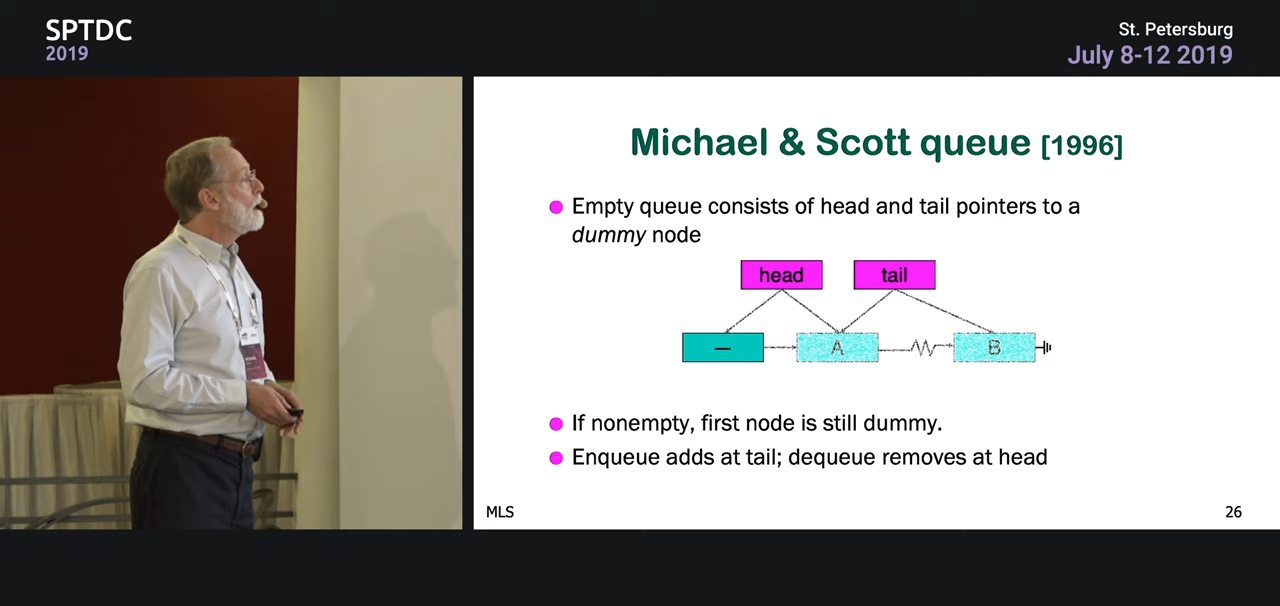 SPTDC
2019
St. Petersburg
July 8-12 2019
Michael & Scott queue [1996]
Empty queue consists of head and tail pointers to a
dummy node
head
tail
—
A
B
If nonempty, first node is still dummy.
Enqueue adds at tail; dequeue removes at head
MLS
26